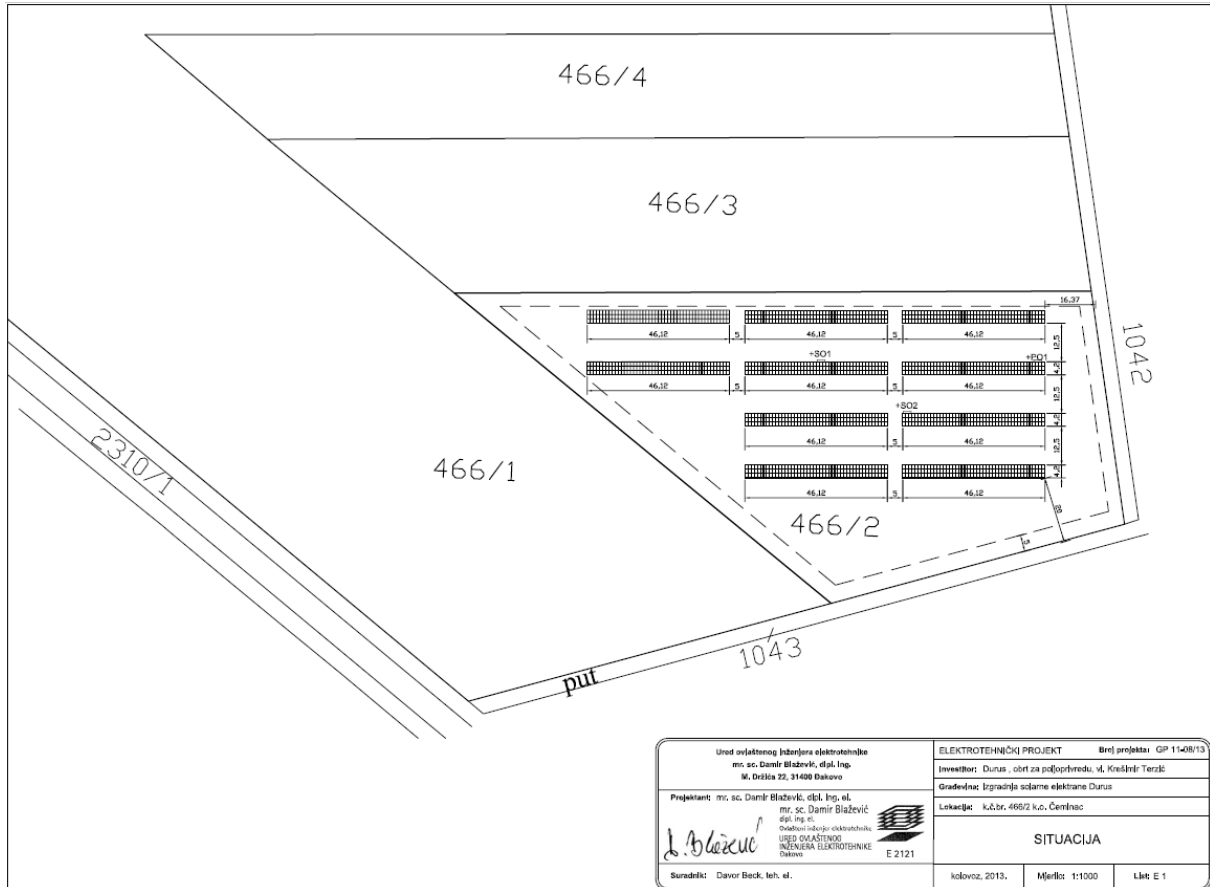 466/4
466/3
16,37
46,12 5 46,12 5 46,12
12,5
1042
+SO1
+PO1
4,2
46,12 5 46,12 5 46,12
12,5
+SO2
4,2
46,12 5 46,12
12,5
4,2
46,12 5 46,12
2310/1
466/1
466/2
20
5
1043
put
Ured ovlaštenog inženjera elektrotehnike
mr. sc. Damir Blažević, dipl. ing.
M. Držića 22, 31400 Đakovo
Projektant: mr. sc. Damir Blažević, dipl. ing. el.
mr. sc. Damir Blažević
dipl. ing. el.
Ovlašteni inženjer elektrotehnike
URED OVLAŠTENOG
INŽENJERA ELEKTROTEHNIKE
Đakovo
E 2121
D. Blažević
Suradnik: Davor Beck, teh. el.
ELEKTROTEHNIČKI PROJEKT Broj projekta: GP 11-08/13
Investitor: Durus , obrt za poljoprivredu, vl. Krešimir Terzić
Građevina: Izgradnja solarne elektrane Durus
Lokacija: k.č.br. 466/2 k.o. Čeminac
SITUACIJA
kolovoz, 2013. Mjerilo: 1:1000 List: E 1